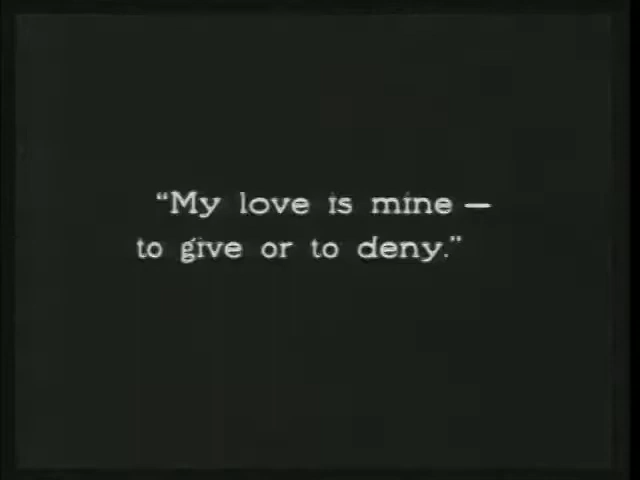 “My love is mine —
to give or to deny.”